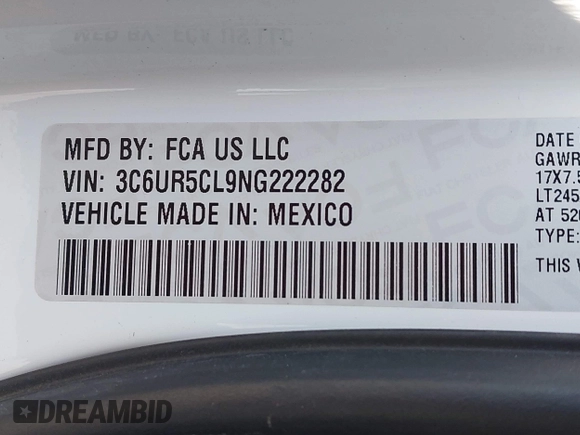 MFD BY: FCA US LLC
VIN: 3C6UR5CL9NG222282
VEHICLE MADE IN: MEXICO
DATE
GAWR
17X7.5
LT245
AT 520
TYPE:
THIS V
DREAMBID